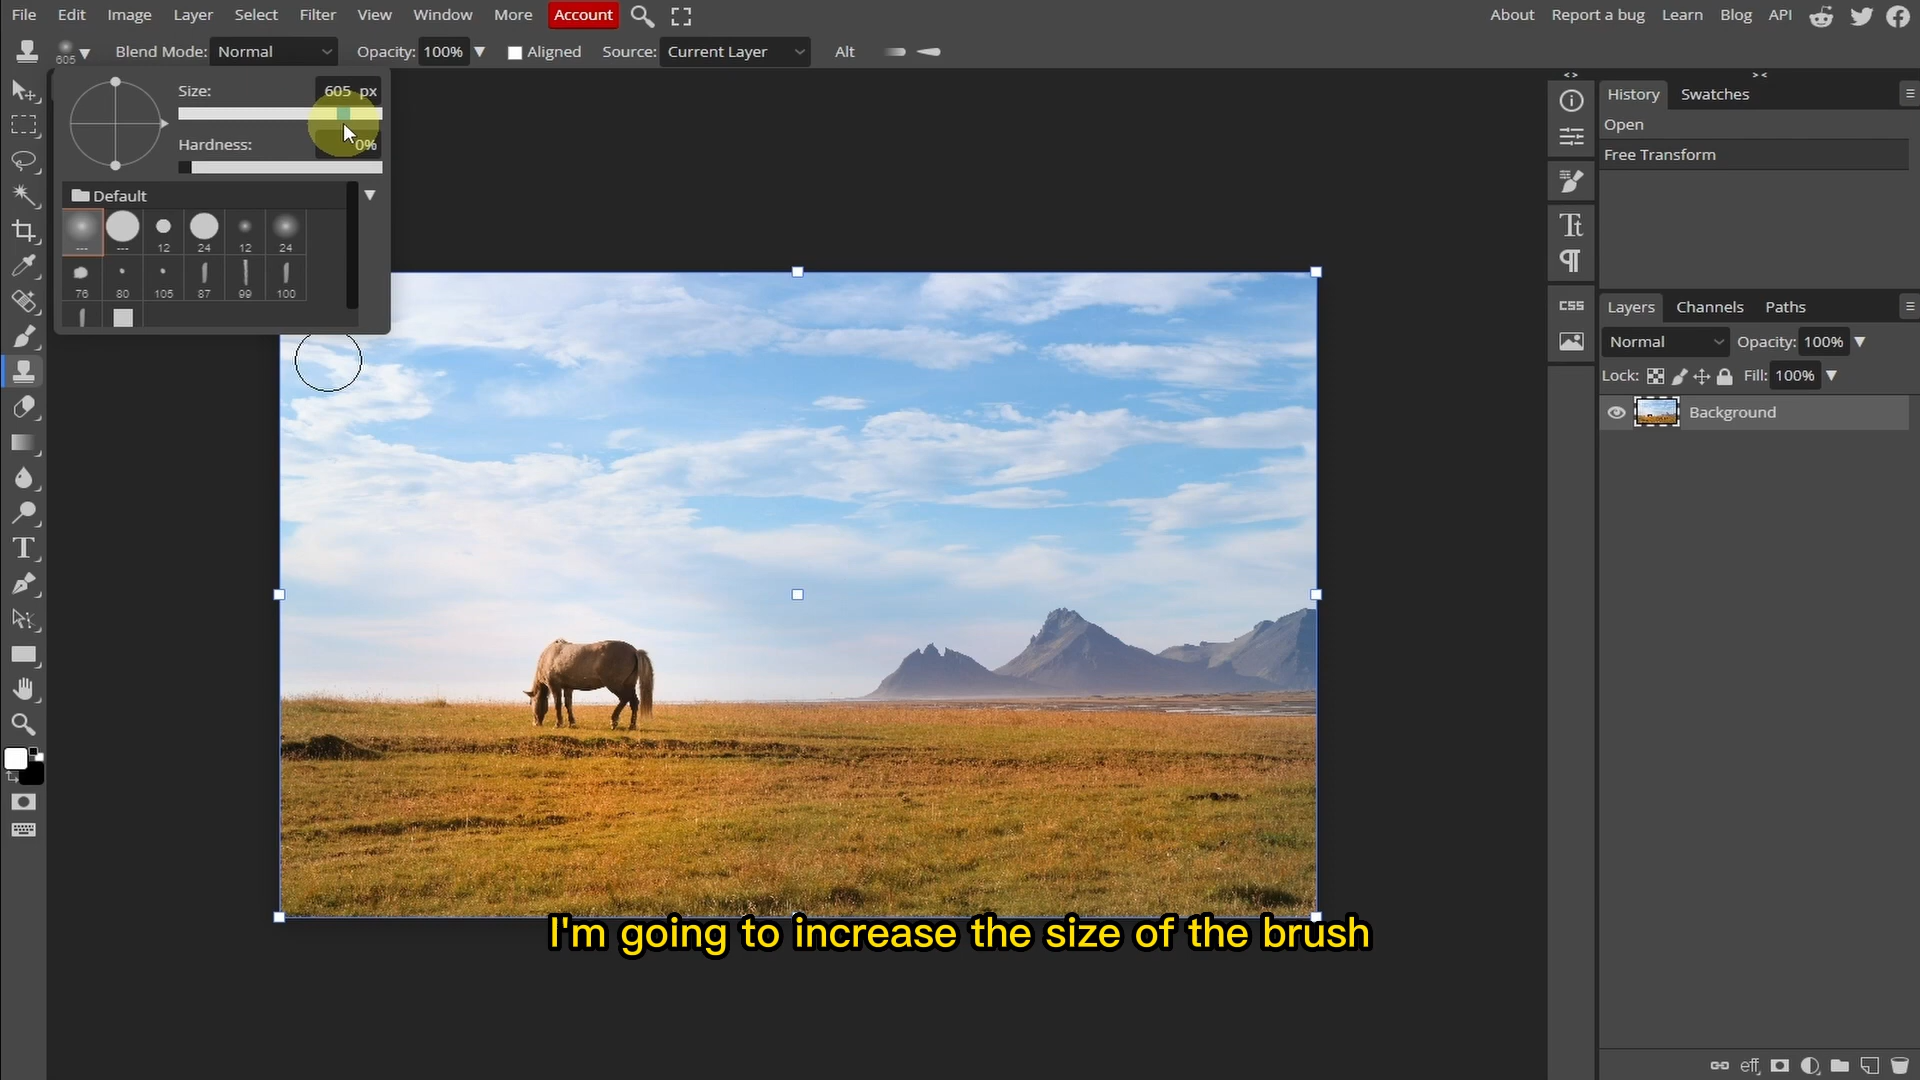 File Edit Image Layer Select Filter View Window More Account About Report a bug Learn Blog API
605 Blend Mode: Normal Opacity: 100% Aligned Source: Current Layer Alt
Size: 605 px
Hardness: 0%
Default
--- --- 12 24 12 24
76 80 105 87 99 100
< > > <
History Swatches
Open
Free Transform
Tt
CSS
Layers Channels Paths
Normal Opacity: 100%
Lock: Fill: 100%
Background
T
I'm going to increase the size of the brush
eff